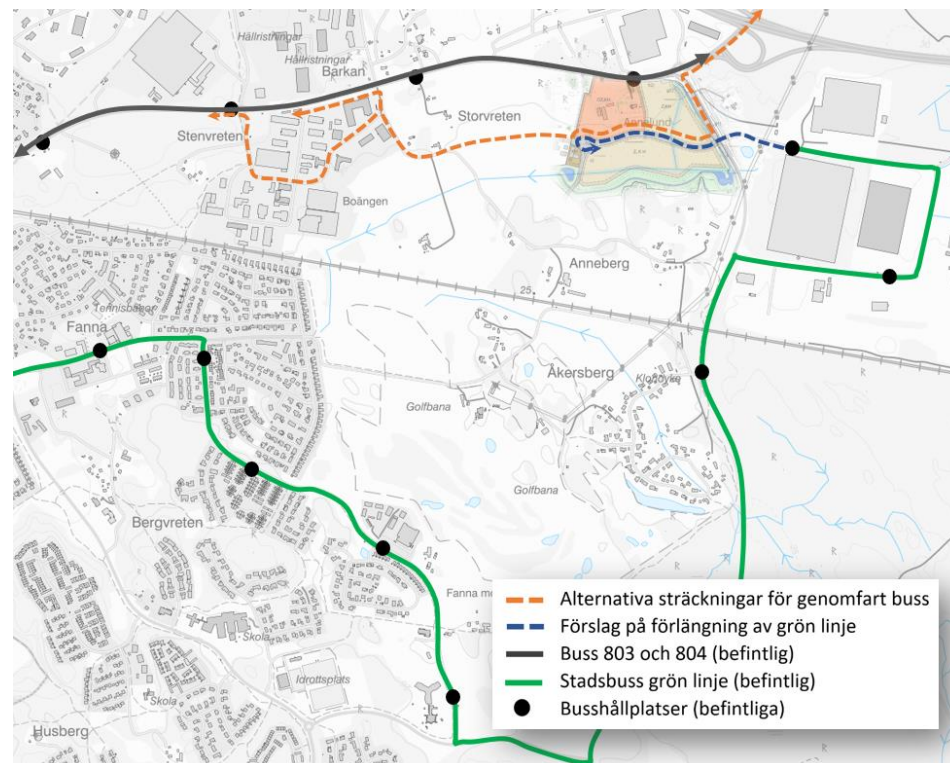 Hällristningar
Hällristningar
Barkan
Stenvreten
Storvreten
Annelund
Boängen
Anneberg
25
Tennisbanor
Fanna
Åkersberg
Klondyke
Golfbana
Golfbana
Bergvreten
Fanna
Skola
Idrottsplats
Skola
Husberg
Alternativa sträckningar för genomfart buss
Förslag på förlängning av grön linje
Buss 803 och 804 (befintlig)
Stadsbuss grön linje (befintlig)
Busshållplatser (befintliga)